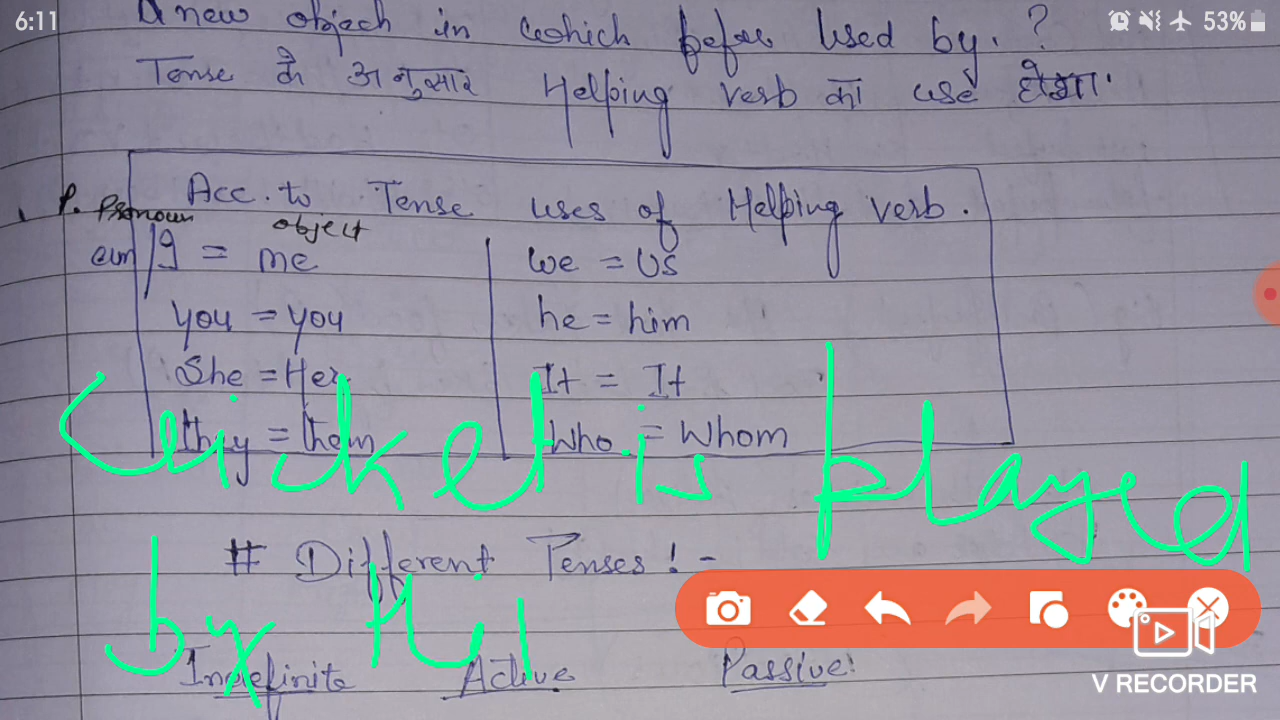 6:11 53%
A new object in which before used by. ?
Tense के अनुसार Helping verb का use होगा
Acc. to Tense uses of Helping verb.
P. Pronoun object
I = me we = us
you = you he = him
She = Her It = It
they = them Who = Whom
Cricket is played
# Different Tenses ! -
by
Indefinite Active Passive!
V RECORDER